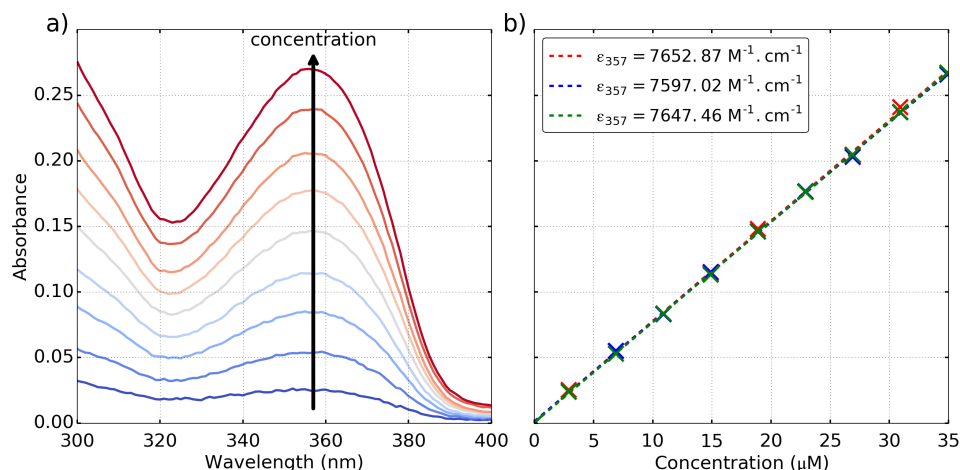 a)
concentration
0.25
0.20
0.15
0.10
0.05
0.00
Absorbance
300 320 340 360 380 400
Wavelength (nm)
b)
ε₃₅₇ = 7652.87 M⁻¹. cm⁻¹
ε₃₅₇ = 7597.02 M⁻¹. cm⁻¹
ε₃₅₇ = 7647.46 M⁻¹. cm⁻¹
0 5 10 15 20 25 30 35
Concentration (μM)